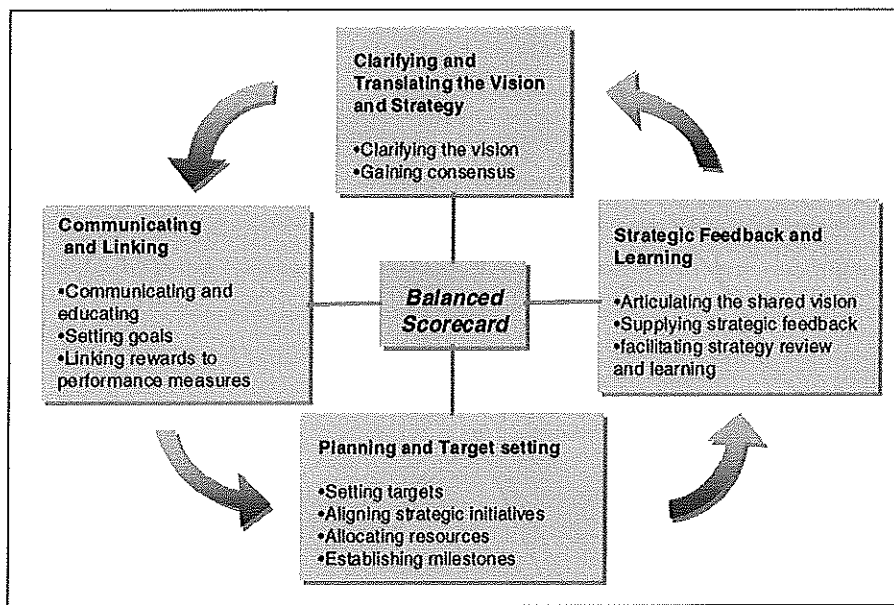 Clarifying and
Translating the Vision
and Strategy
•Clarifying the vision
•Gaining consensus
Communicating
and Linking
•Communicating and
educating
•Setting goals
•Linking rewards to
performance measures
Balanced
Scorecard
Strategic Feedback and
Learning
•Articulating the shared vision
•Supplying strategic feedback
•facilitating strategy review
and learning
Planning and Target setting
•Setting targets
•Aligning strategic initiatives
•Allocating resources
•Establishing milestones